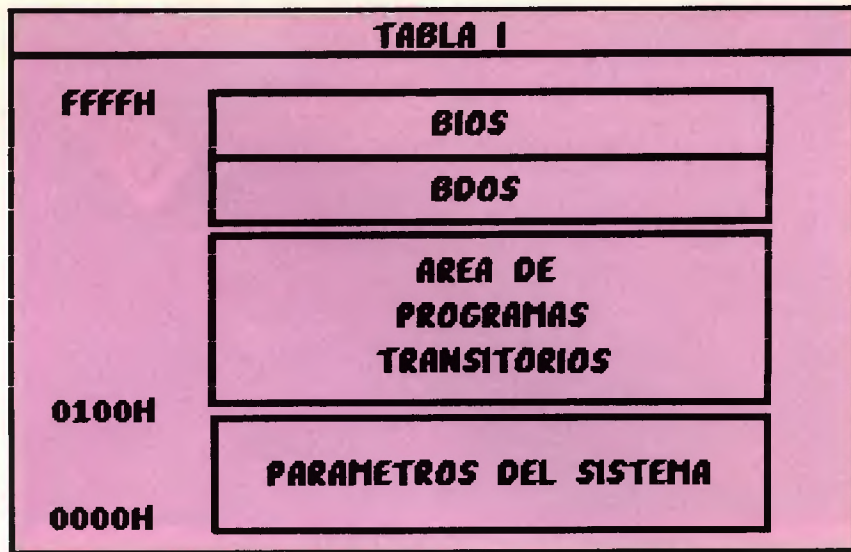 TABLA I
FFFFH
BIOS
BDOS
AREA DE
PROGRAMAS
TRANSITORIOS
0100H
PARAMETROS DEL SISTEMA
0000H